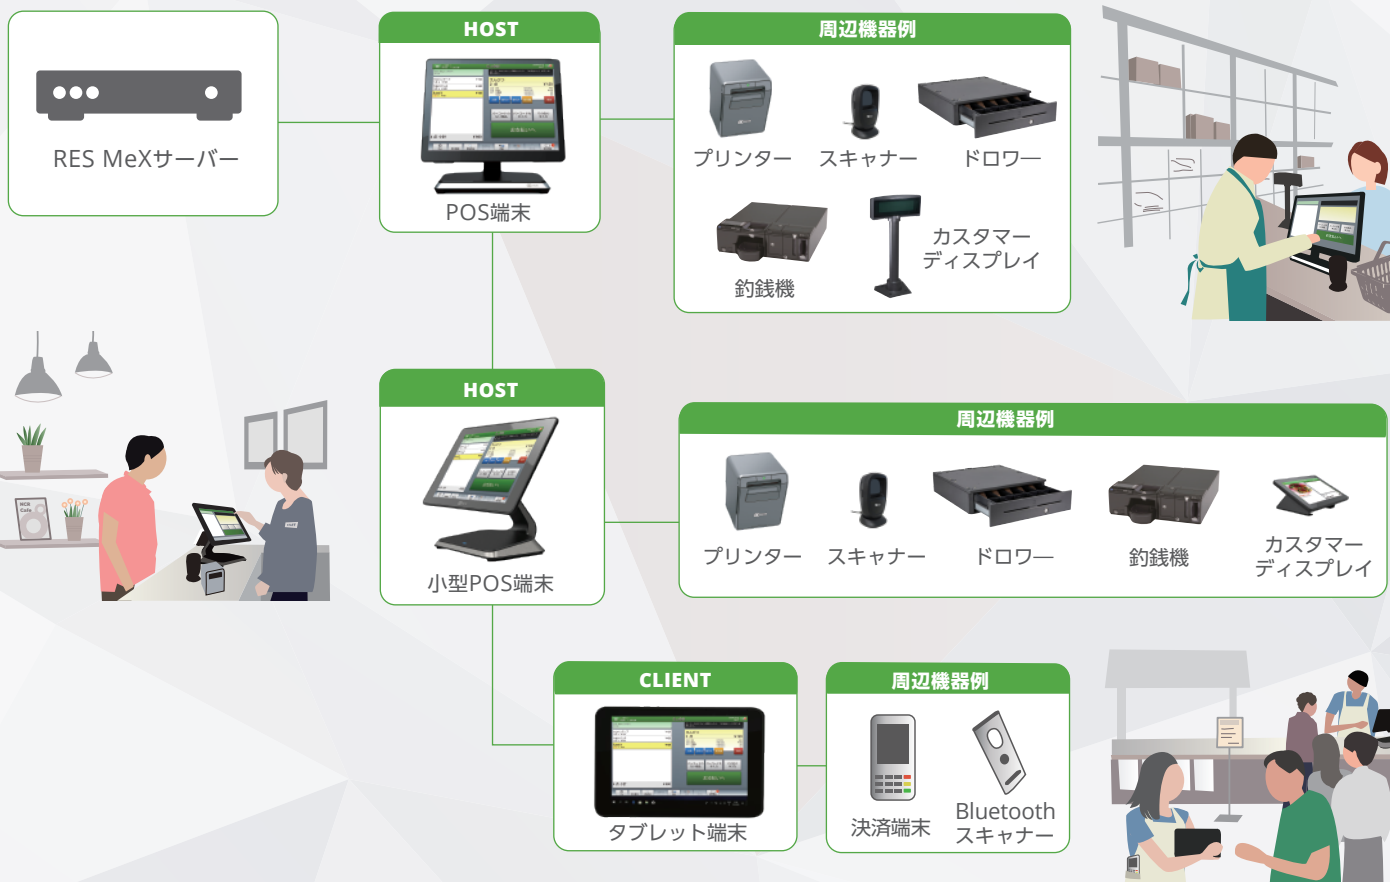 RES MeXサーバー
HOST
POS端末
周辺機器例
プリンター
スキャナー
ドロワー
釣銭機
カスタマー
ディスプレイ
HOST
小型POS端末
周辺機器例
プリンター
スキャナー
ドロワー
釣銭機
カスタマー
ディスプレイ
CLIENT
タブレット端末
周辺機器例
決済端末
Bluetooth
スキャナー